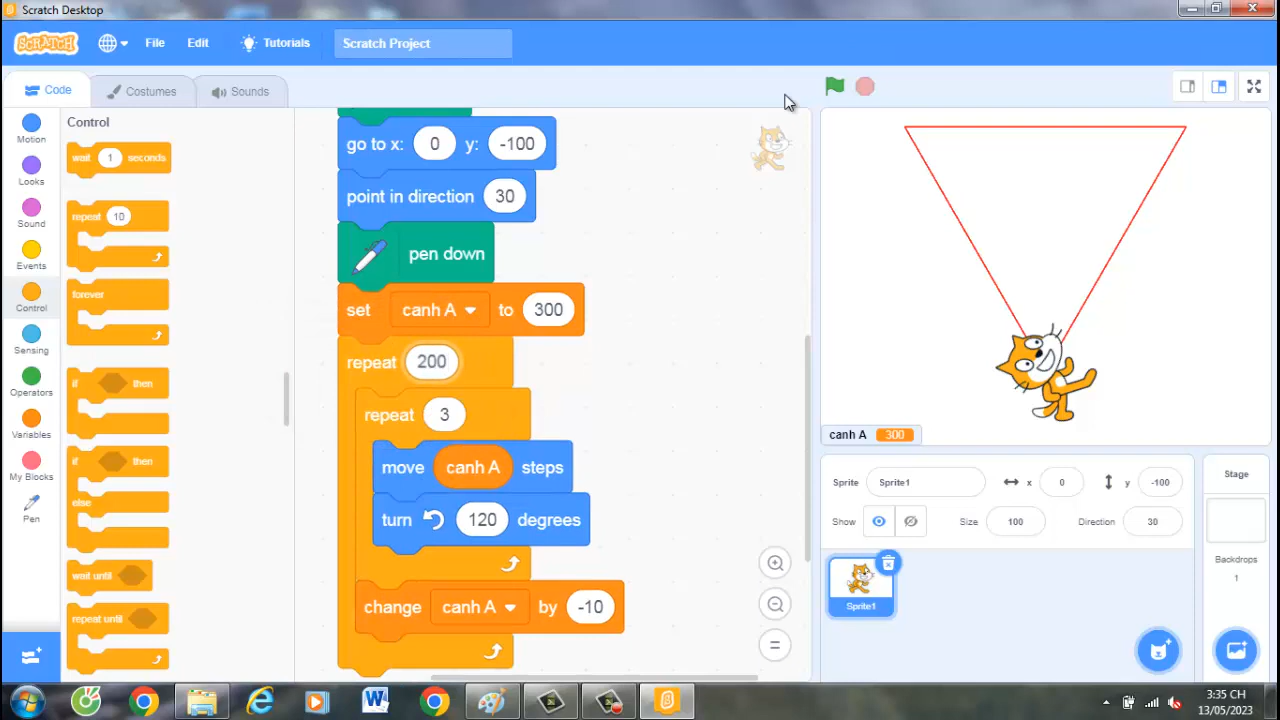 Scratch Desktop
SCRATCH
File
Edit
Tutorials
Scratch Project
Code
Costumes
Sounds
Motion
Looks
Sound
Events
Control
Sensing
Operators
Variables
My Blocks
Pen
Control
wait 1 seconds
repeat 10
forever
if then
if then
else
wait until
repeat until
go to x: 0 y: -100
point in direction 30
pen down
set canh A to 300
repeat 200
repeat 3
move canh A steps
turn 120 degrees
change canh A by -10
canh A 300
Sprite Sprite1 x 0 y -100
Show Size 100 Direction 30
Sprite1
Stage
Backdrops
1
3:35 CH
13/05/2023